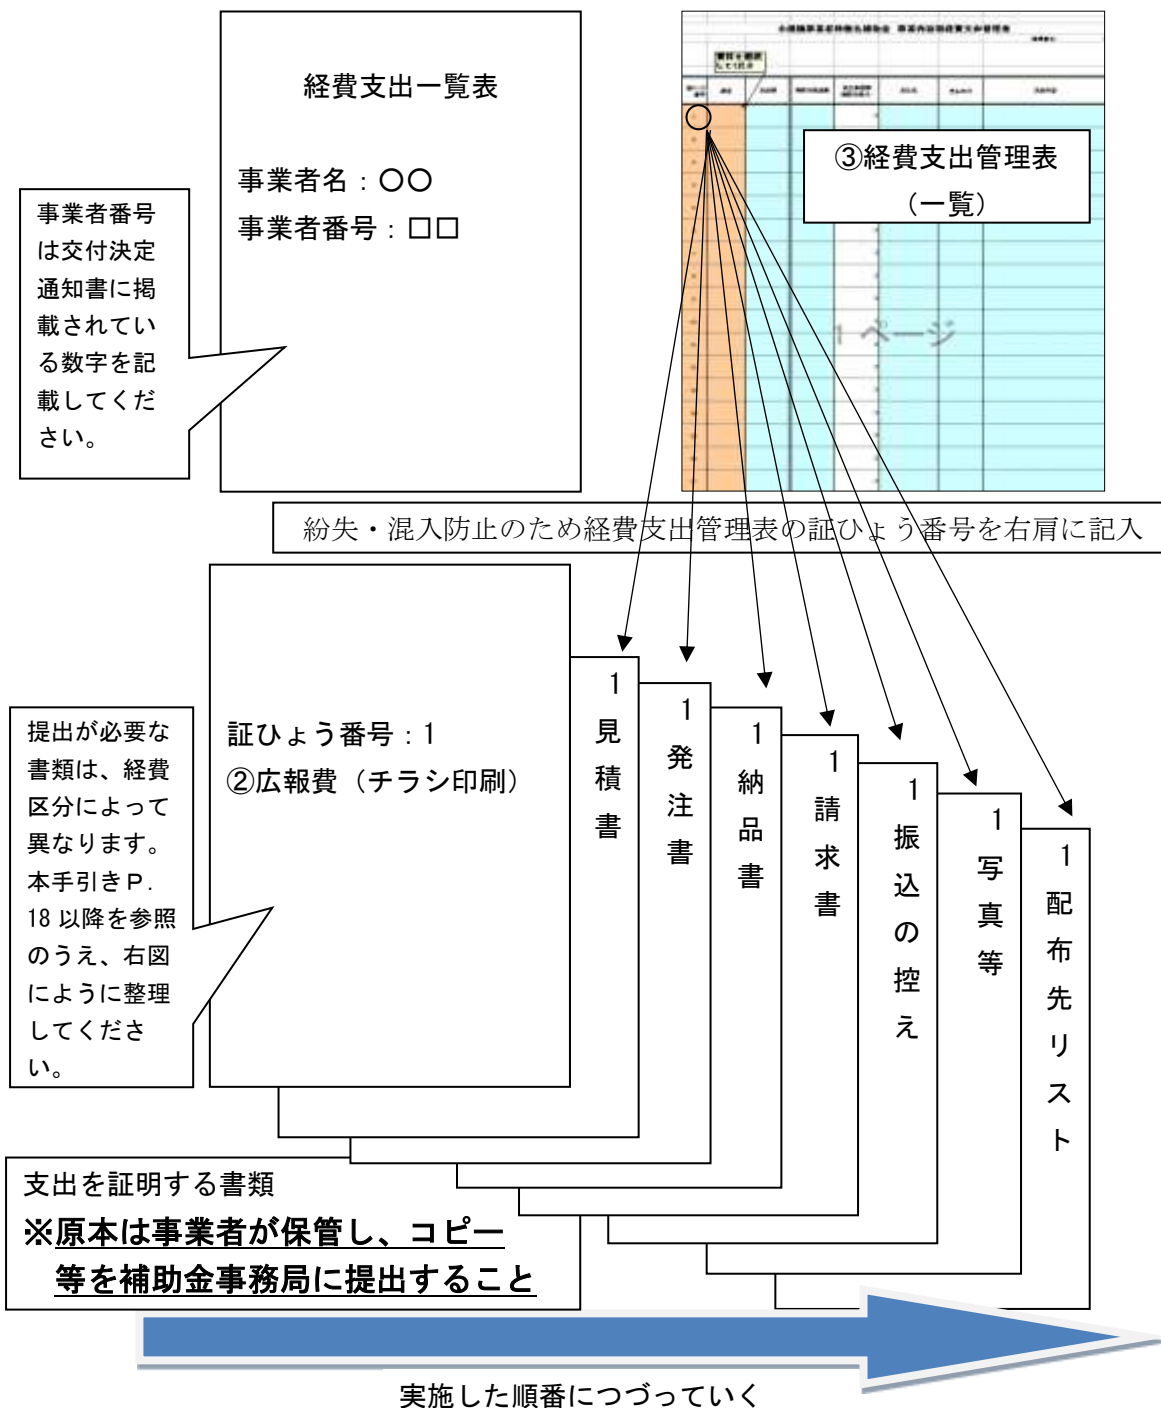 経費支出一覧表
事業者名：〇〇
事業者番号：□□
事業者番号
は交付決定
通知書に掲
載されてい
る数字を記
載してくだ
さい。
③経費支出管理表
（一覧）
1 ページ
紛失・混入防止のため経費支出管理表の証ひょう番号を右肩に記入
提出が必要な
書類は、経費
区分によって
異なります。
本手引きＰ.
18 以降を参照
のうえ、右図
にように整理
してくださ
い。
証ひょう番号：1
②広報費（チラシ印刷）
1見積書
1発注書
1納品書
1請求書
1振込の控え
1写真等
1配布先リスト
支出を証明する書類
※原本は事業者が保管し、コピー
等を補助金事務局に提出すること
実施した順番につづっていく